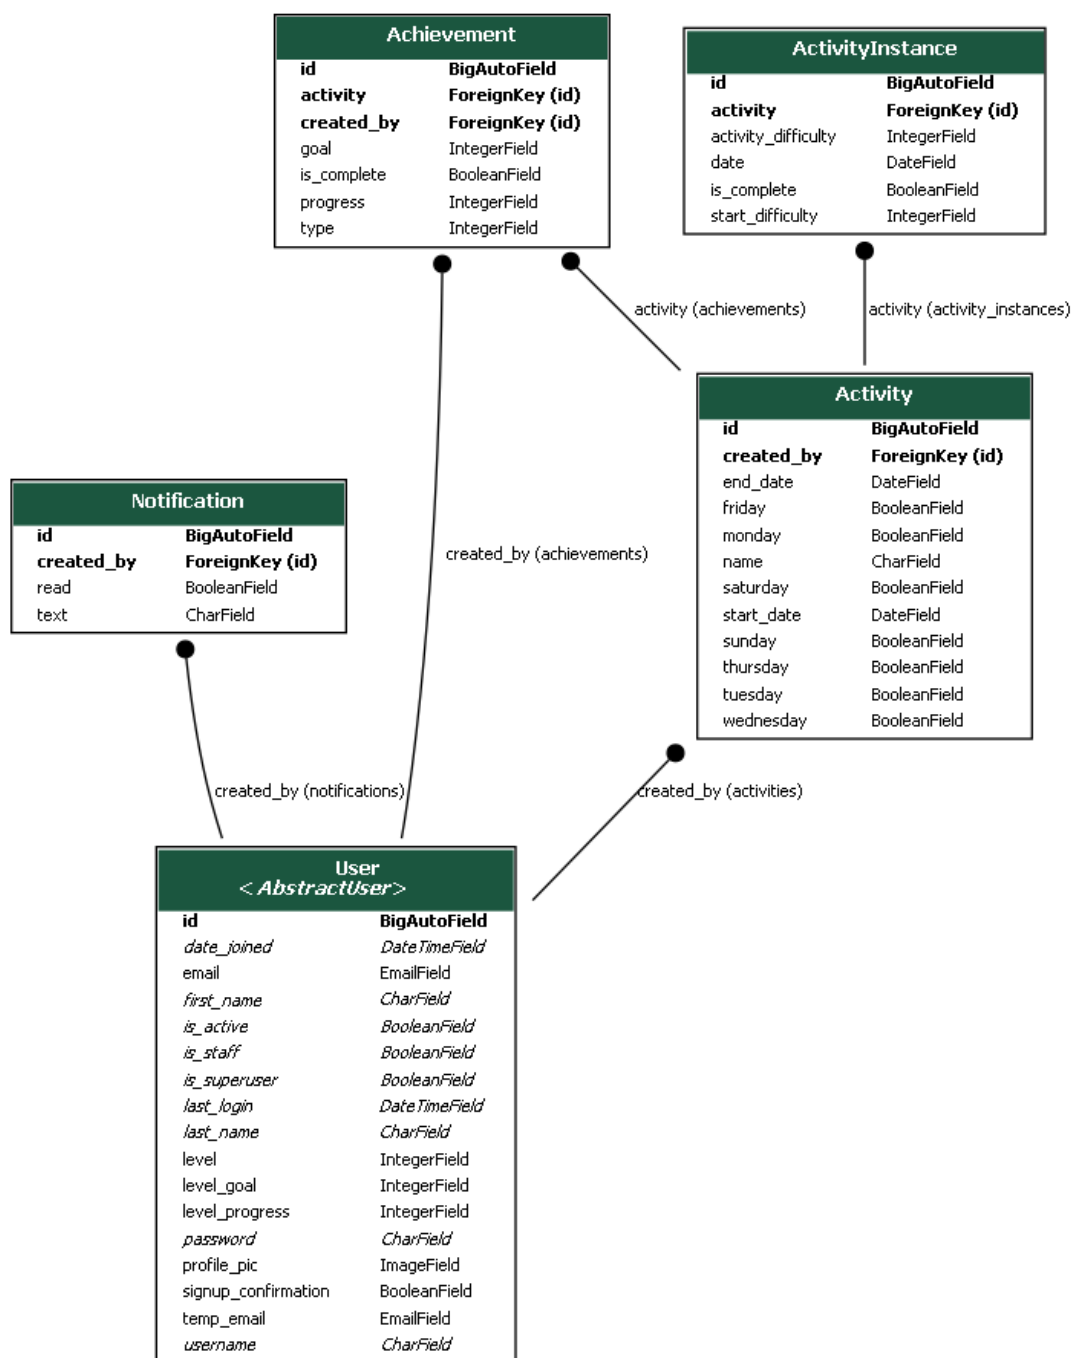 Achievement
id BigAutoField
activity ForeignKey (id)
created_by ForeignKey (id)
goal IntegerField
is_complete BooleanField
progress IntegerField
type IntegerField
ActivityInstance
id BigAutoField
activity ForeignKey (id)
activity_difficulty IntegerField
date DateField
is_complete BooleanField
start_difficulty IntegerField
activity (achievements)
activity (activity_instances)
Activity
id BigAutoField
created_by ForeignKey (id)
end_date DateField
friday BooleanField
monday BooleanField
name CharField
saturday BooleanField
start_date DateField
sunday BooleanField
thursday BooleanField
tuesday BooleanField
wednesday BooleanField
Notification
id BigAutoField
created_by ForeignKey (id)
read BooleanField
text CharField
created_by (achievements)
created_by (notifications)
created_by (activities)
User
<AbstractUser>
id BigAutoField
date_joined DateTimeField
email EmailField
first_name CharField
is_active BooleanField
is_staff BooleanField
is_superuser BooleanField
last_login DateTimeField
last_name CharField
level IntegerField
level_goal IntegerField
level_progress IntegerField
password CharField
profile_pic ImageField
signup_confirmation BooleanField
temp_email EmailField
username CharField